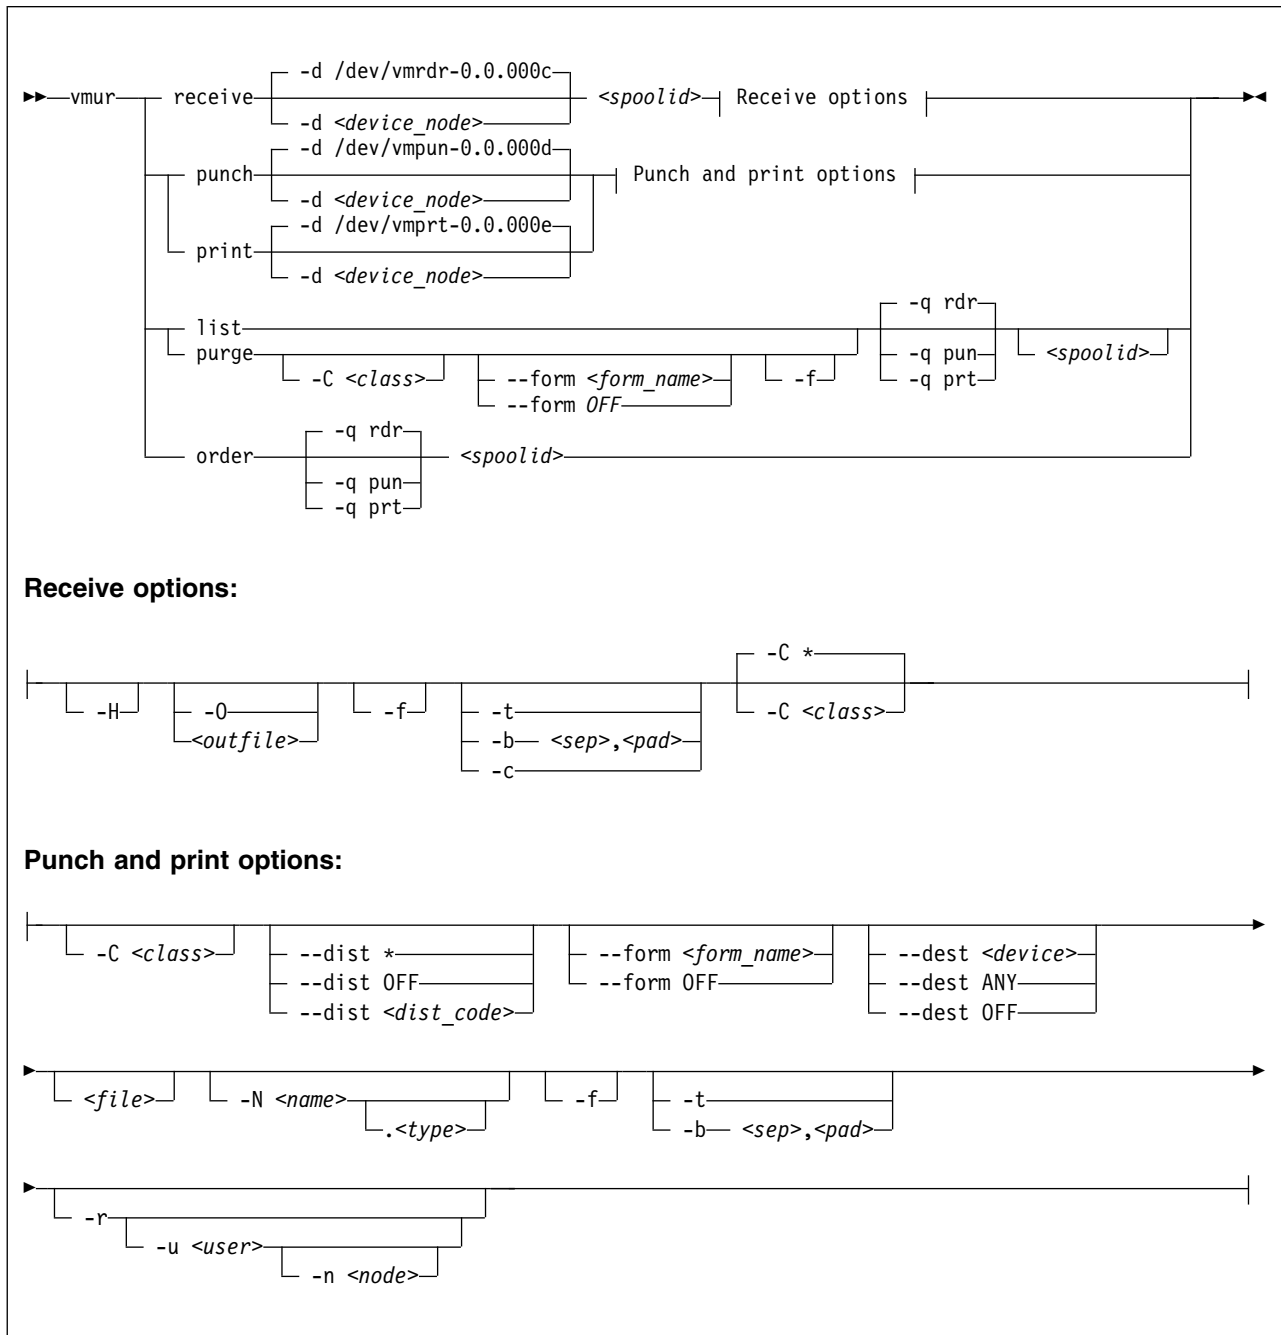 -d /dev/vmrdr-0.0.000c
vmur receive <spoolid> Receive options
-d <device_node>
-d /dev/vmpun-0.0.000d
punch Punch and print options
-d <device_node>
-d /dev/vmprt-0.0.000e
print
-d <device_node>
-q rdr
list
purge -q pun <spoolid>
-C <class> --form <form_name> -f -q prt
--form OFF
-q rdr
order <spoolid>
-q pun
-q prt
Receive options:
-C *
-H -O -f -t -C <class>
<outfile> -b <sep>,<pad>
-c
Punch and print options:
-C <class> --dist * --form <form_name> --dest <device>
--dist OFF --form OFF --dest ANY
--dist <dist_code> --dest OFF
<file> -N <name> -f -t
.<type> -b <sep>,<pad>
-r
-u <user>
-n <node>